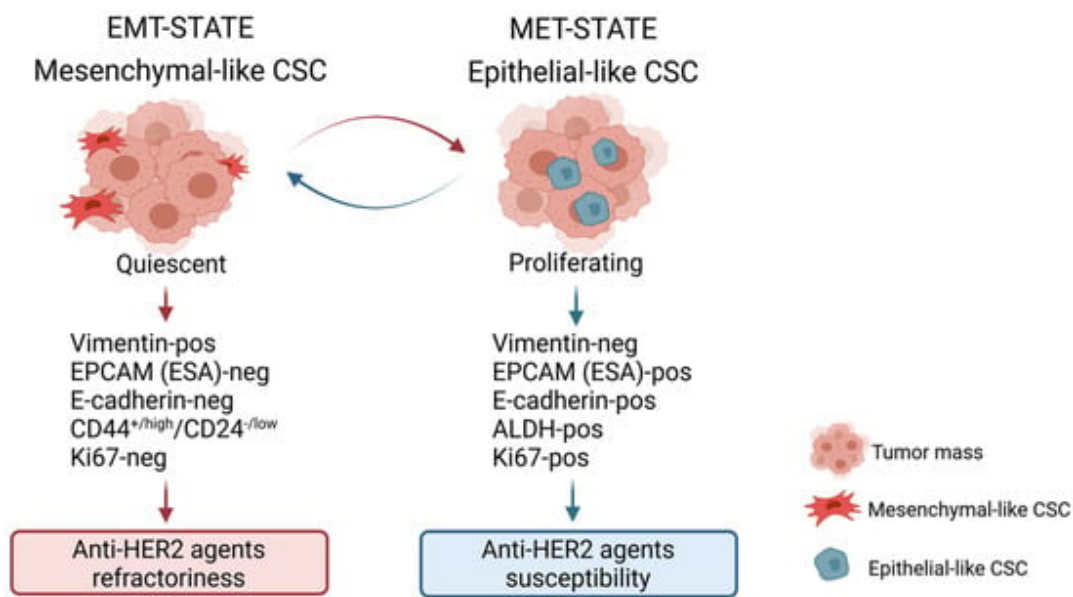 EMT-STATE
Mesenchymal-like CSC
Quiescent
Vimentin-pos
EPCAM (ESA)-neg
E-cadherin-neg
CD44+/high/CD24-/low
Ki67-neg
Anti-HER2 agents
refractoriness
MET-STATE
Epithelial-like CSC
Proliferating
Vimentin-neg
EPCAM (ESA)-pos
E-cadherin-pos
ALDH-pos
Ki67-pos
Anti-HER2 agents
susceptibility
Tumor mass
Mesenchymal-like CSC
Epithelial-like CSC